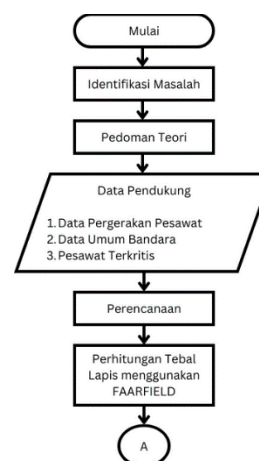 Mulai
Identifikasi Masalah
Pedoman Teori
Data Pendukung
1.Data Pergerakan Pesawat
2.Data Umum Bandara
3.Pesawat Terkritis
Perencanaan
Perhitungan Tebal
Lapis menggunakan
FAARFIELD
A